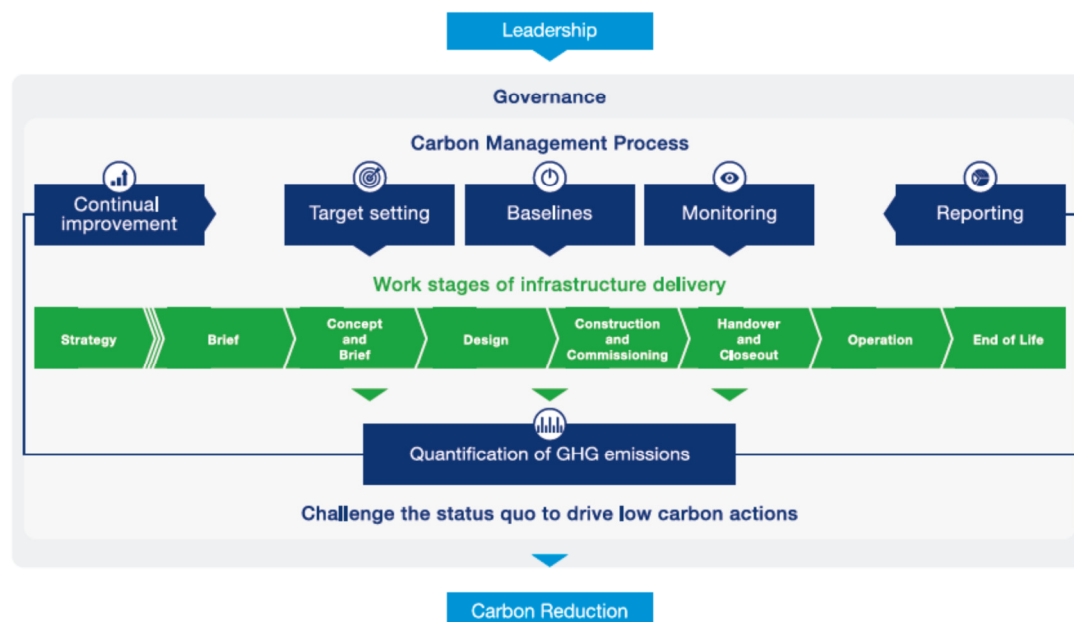 Leadership
Governance
Carbon Management Process
Continual
improvement
Target setting
Baselines
Monitoring
Reporting
Work stages of infrastructure delivery
Strategy
Brief
Concept
and
Brief
Design
Construction
and
Commissioning
Handover
and
Closeout
Operation
End of Life
Quantification of GHG emissions
Challenge the status quo to drive low carbon actions
Carbon Reduction